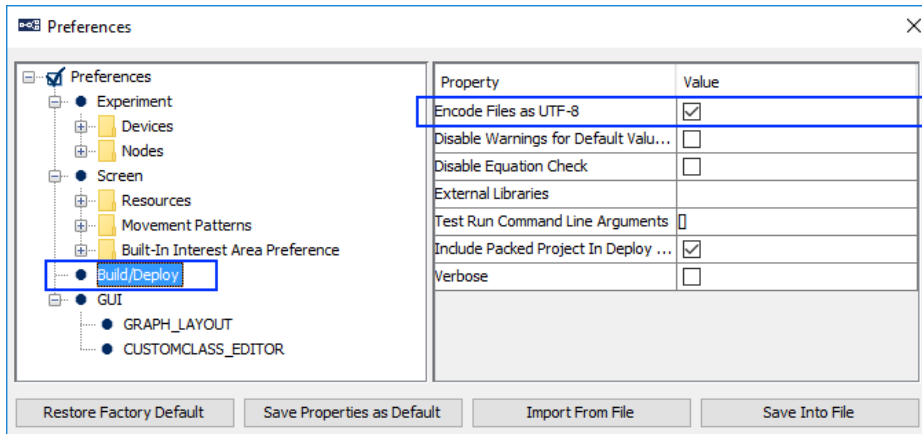 Preferences
Preferences
Experiment
Devices
Nodes
Screen
Resources
Movement Patterns
Built-In Interest Area Preference
Build/Deploy
GUI
GRAPH_LAYOUT
CUSTOMCLASS_EDITOR
Property Value
Encode Files as UTF-8
Disable Warnings for Default Valu...
Disable Equation Check
External Libraries
Test Run Command Line Arguments []
Include Packed Project In Deploy ...
Verbose
Restore Factory Default Save Properties as Default Import From File Save Into File